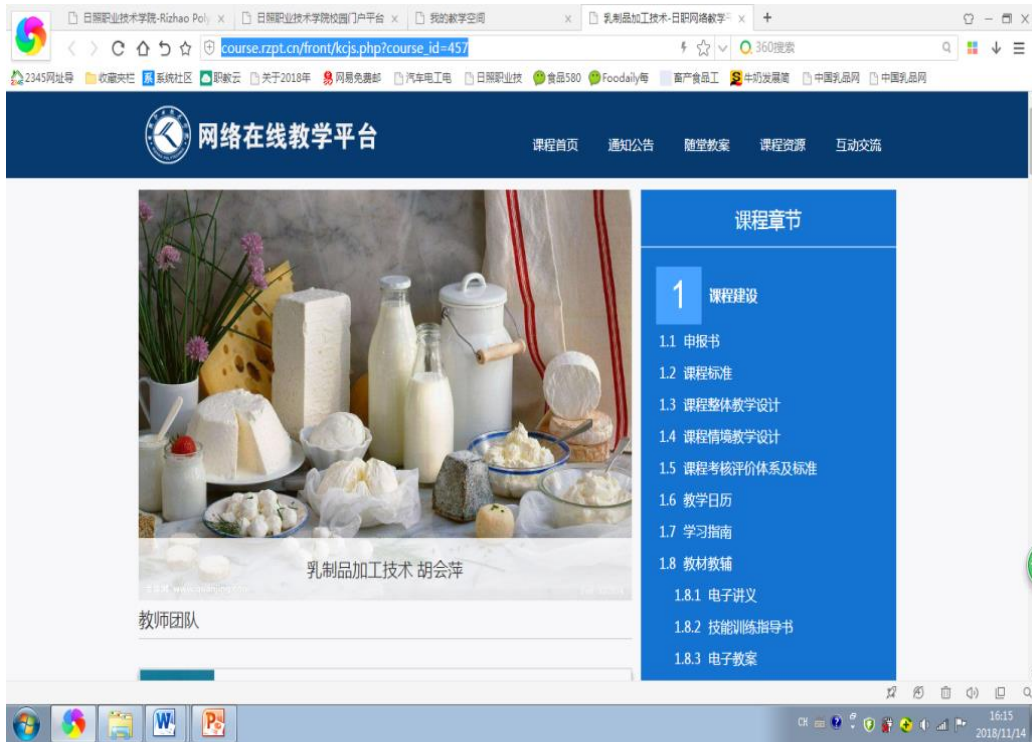 日照职业技术学院-Rizhao Poly
日照职业技术学院校园门户平台
我的教学空间
乳制品加工技术-日职网络教学平
course.rzpt.cn/front/kcjs.php?course_id=457
360搜索
2345网址导
收藏夹栏
系统社区
职教云
关于2018年
网易免费邮
汽车电工电
日照职业技
食品580
Foodaily每
畜产食品工
牛奶发展简
中国乳品网
中国乳品网
网络在线教学平台
课程首页
通知公告
随堂教案
课程资源
互动交流
乳制品加工技术 胡会萍
教师团队
课程章节
1 课程建设
1.1 申报书
1.2 课程标准
1.3 课程整体教学设计
1.4 课程情境教学设计
1.5 课程考核评价体系及标准
1.6 教学日历
1.7 学习指南
1.8 教材教辅
1.8.1 电子讲义
1.8.2 技能训练指导书
1.8.3 电子教案
CH
16:15
2018/11/14